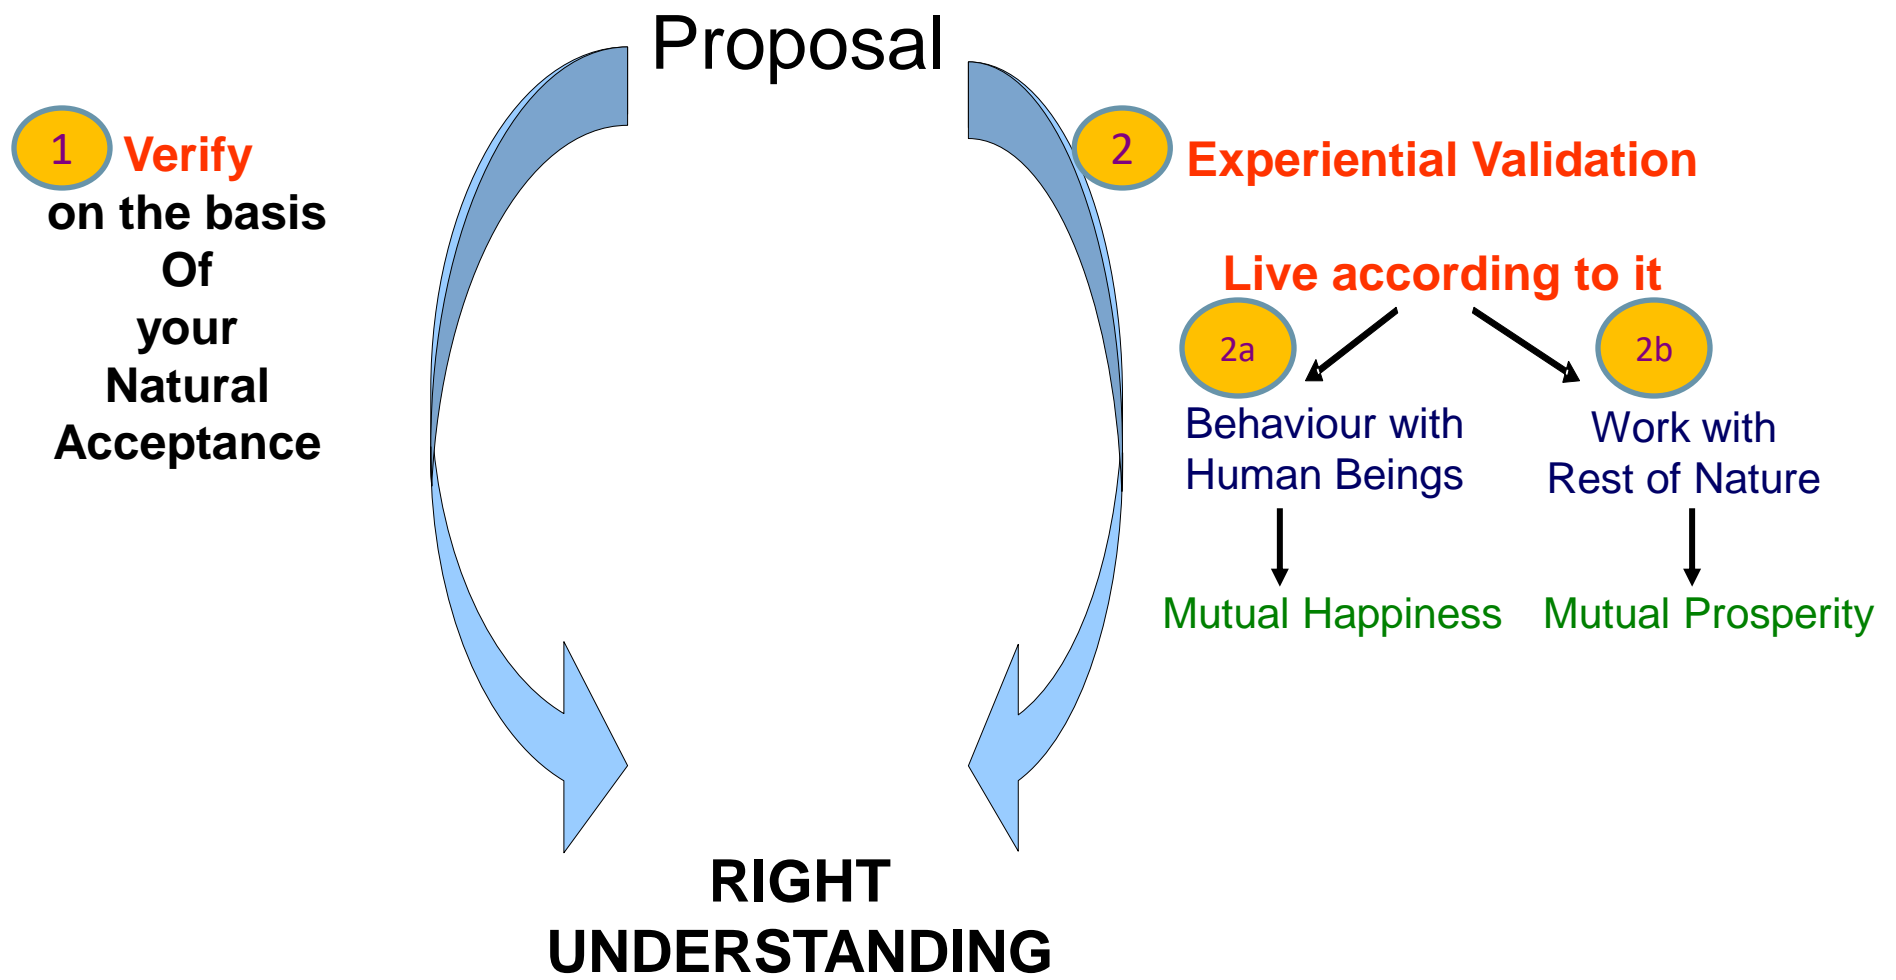 Proposal
1 Verify
on the basis
Of
your
Natural
Acceptance
2 Experiential Validation
Live according to it
2a
Behaviour with
Human Beings
Mutual Happiness
2b
Work with
Rest of Nature
Mutual Prosperity
RIGHT
UNDERSTANDING